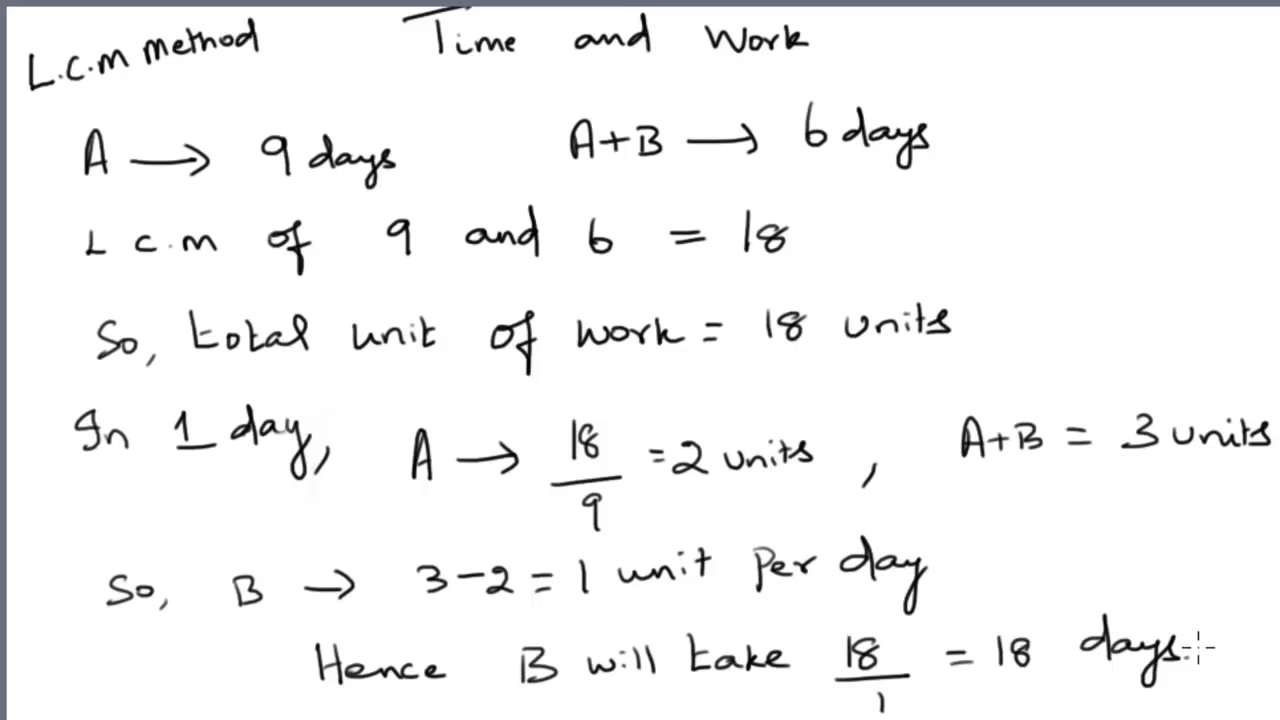 L.C.M method Time and Work
A → 9 days A+B → 6 days
L C.M of 9 and 6 = 18
So, total unit of work = 18 units
In 1 day, A → 18/9 = 2 units, A+B = 3 units
So, B → 3-2 = 1 unit per day
Hence B will take 18/1 = 18 days.